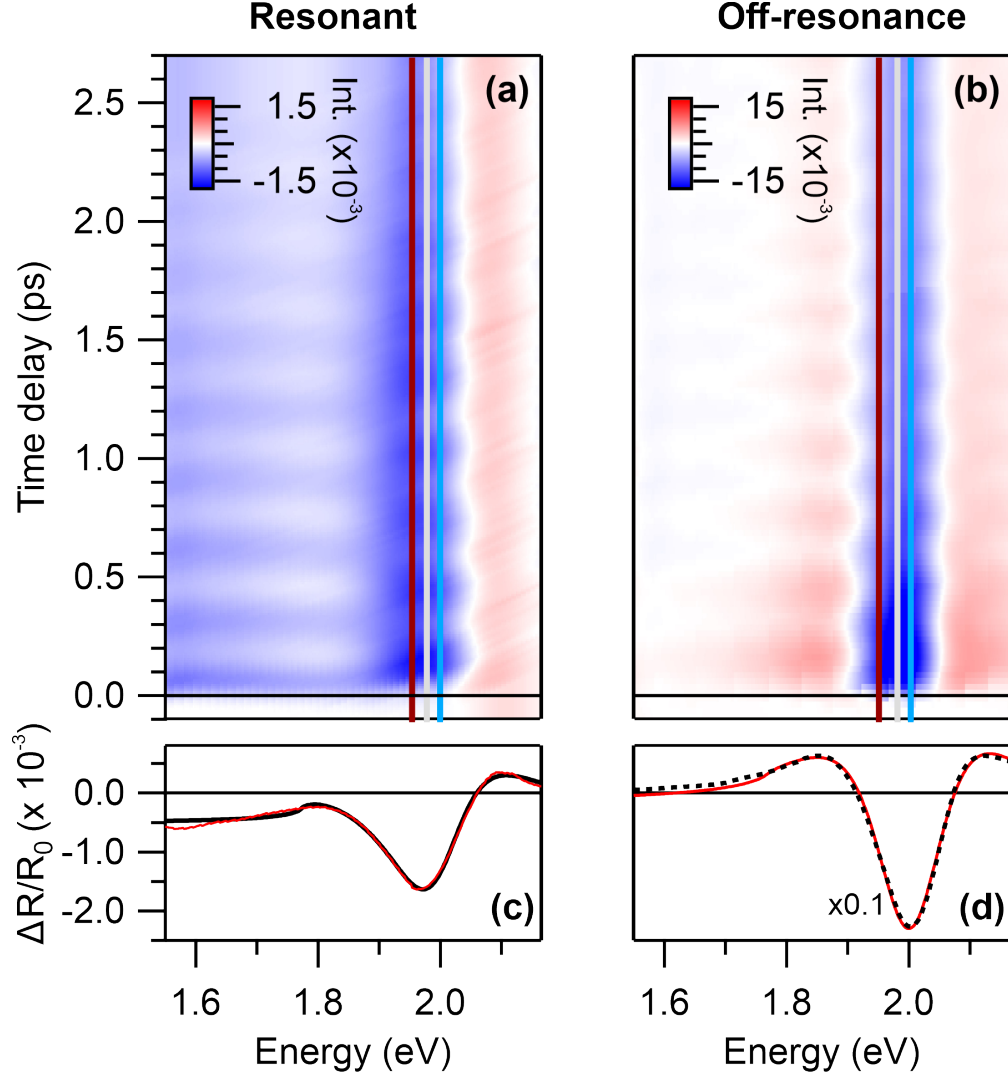 Resonant
Off-resonance
(a)
1.5
-1.5
Int. (x10⁻³)
(b)
15
-15
Int. (x10⁻³)
Time delay (ps)
2.5
2.0
1.5
1.0
0.5
0.0
ΔR/R₀ (x 10⁻³)
0.0
-1.0
-2.0
(c)
x0.1
(d)
1.6
1.8
2.0
1.6
1.8
2.0
Energy (eV)
Energy (eV)